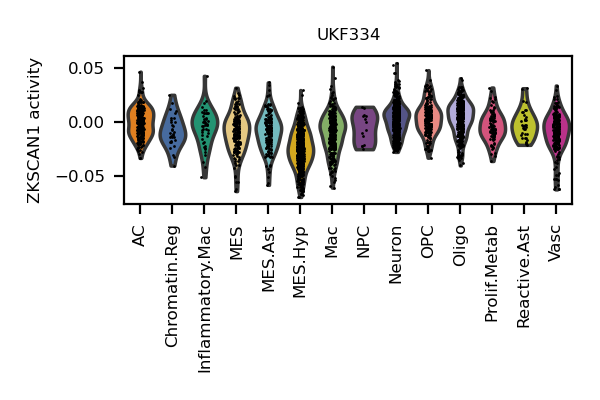 UKF334
ZKSCAN1 activity
0.05
0.00
−0.05
AC
Chromatin.Reg
Inflammatory.Mac
MES
MES.Ast
MES.Hyp
Mac
NPC
Neuron
OPC
Oligo
Prolif.Metab
Reactive.Ast
Vasc